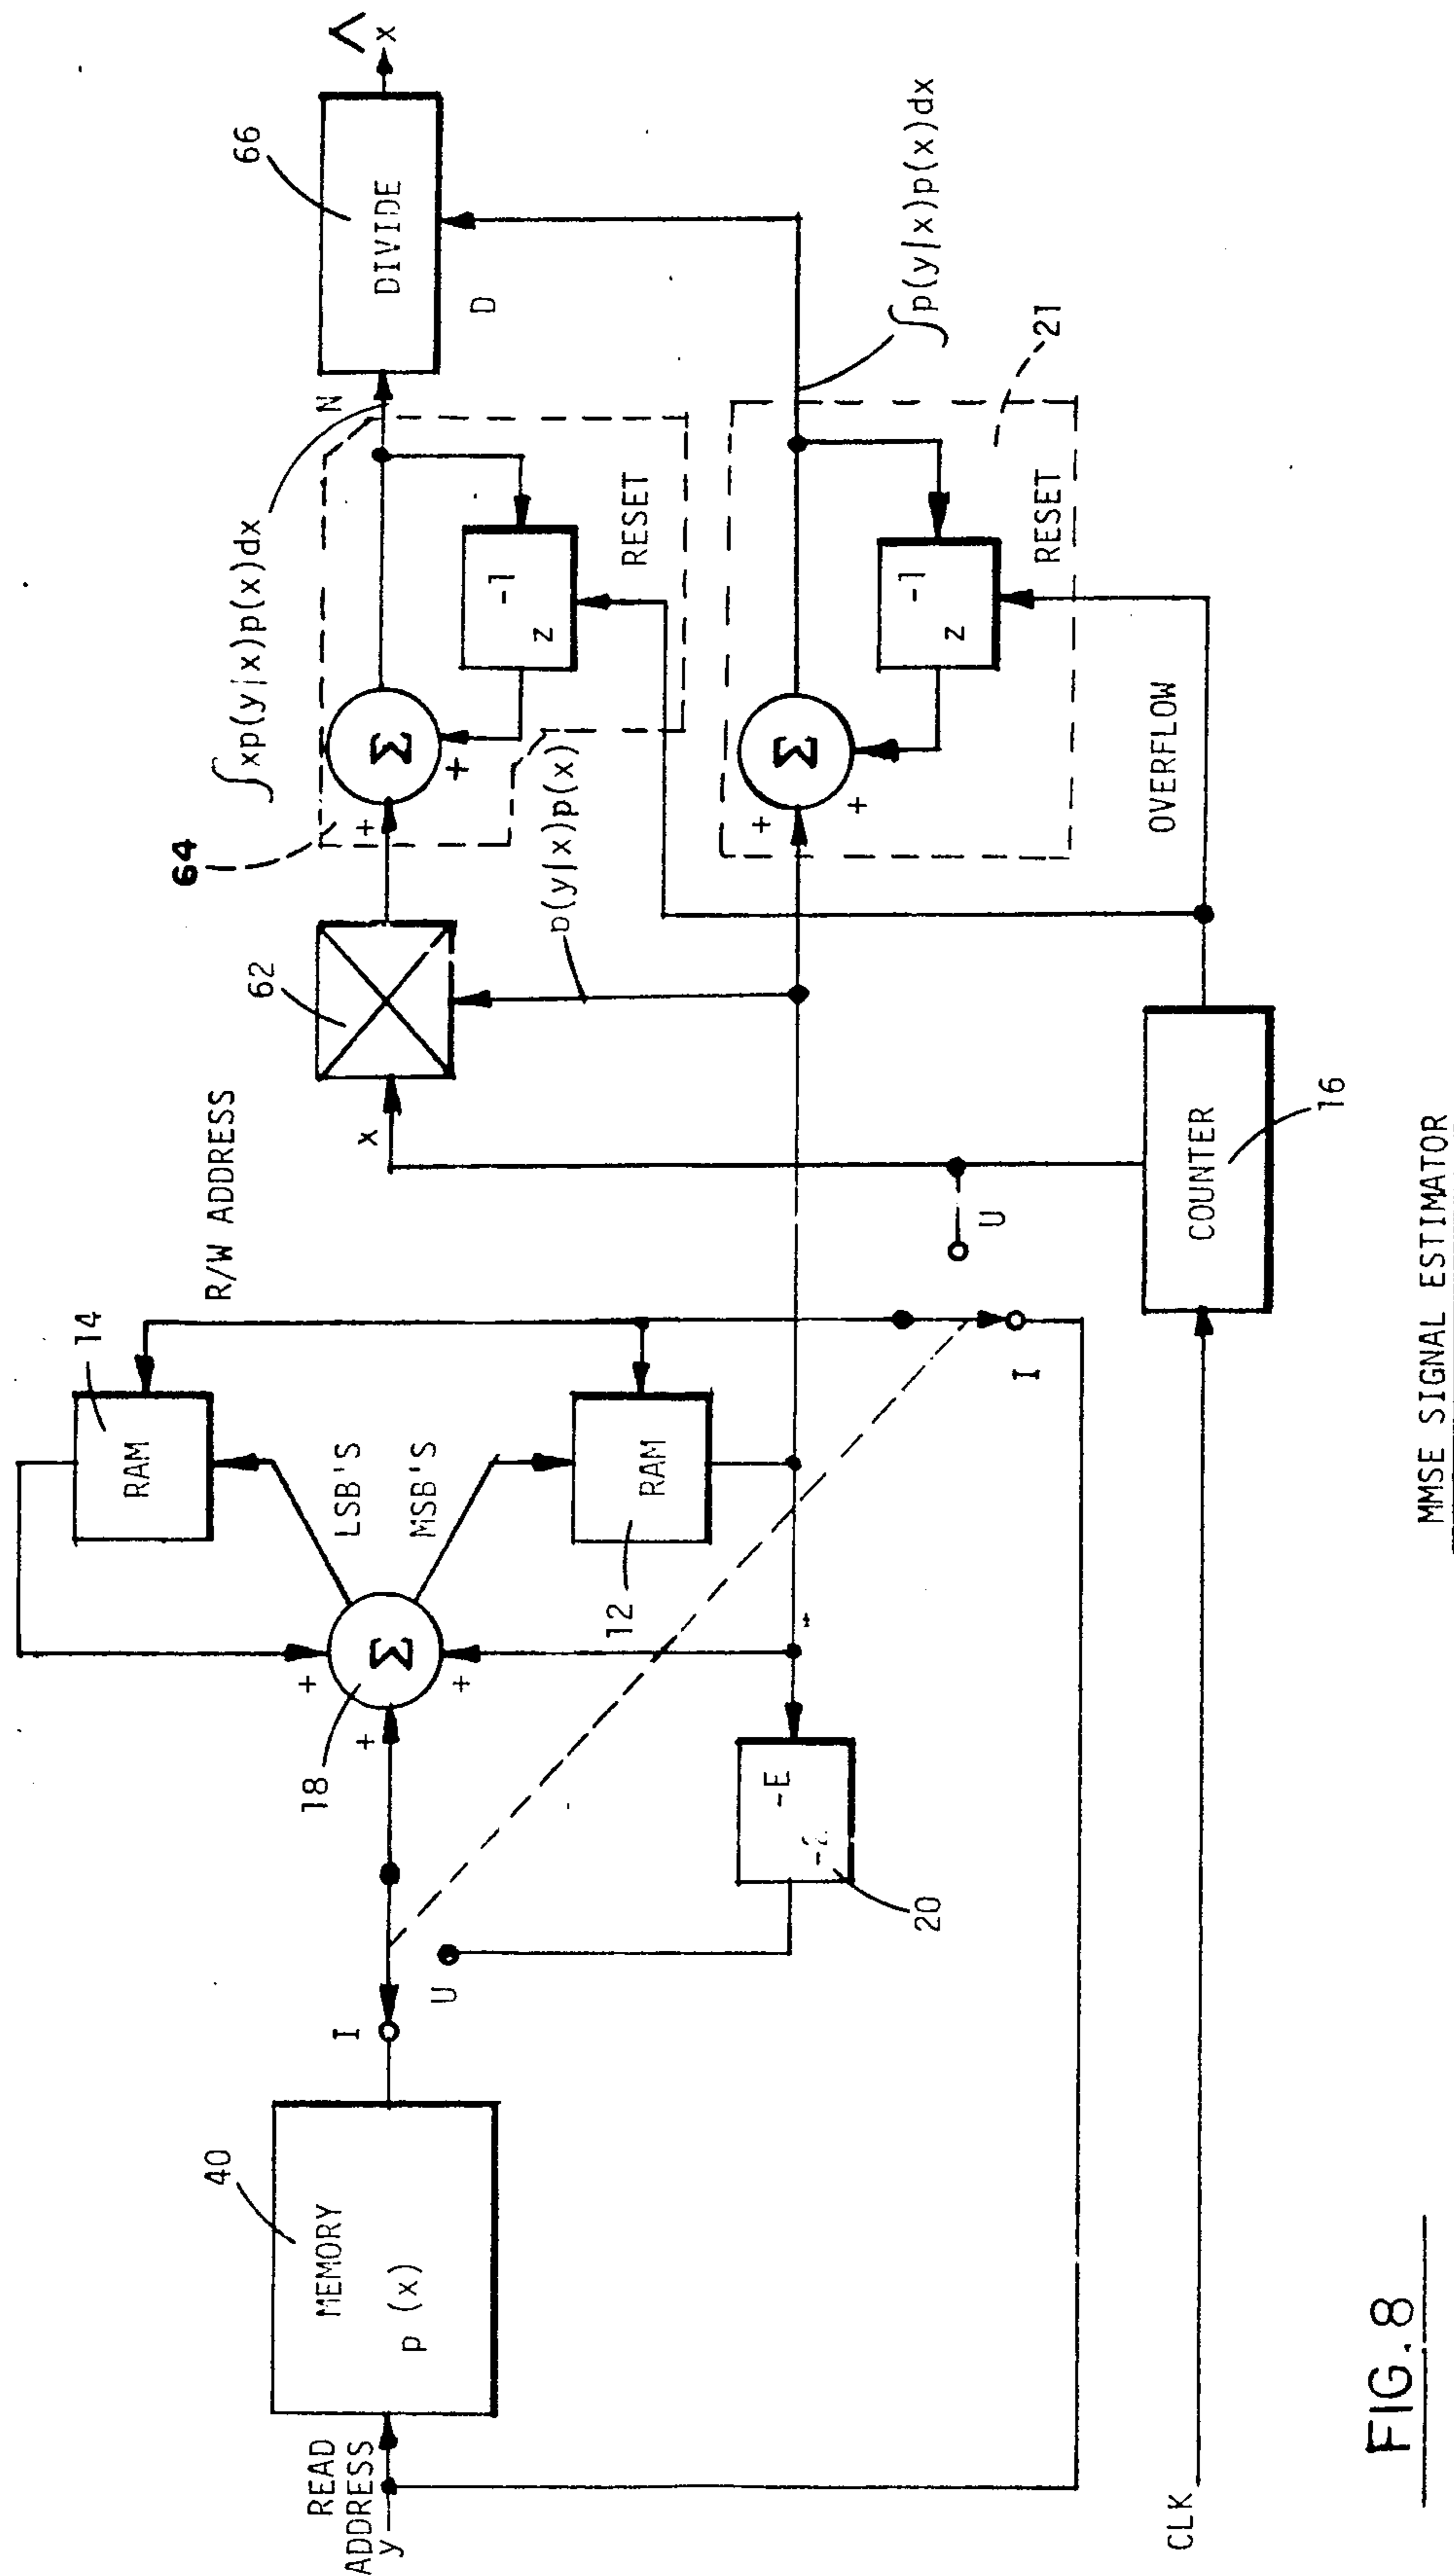 READ
ADDRESS
y
MEMORY
p (x)
40
I
U
18
+
+
+
Σ
LSB'S
MSB'S
RAM
14
RAM
12
R/W ADDRESS
-E
20
I
U
x
62
p(y|x)p(x)
64
+
+
Σ
-1
z
RESET
∫xp(y|x)p(x)dx
N
DIVIDE
66
D
x
+
+
Σ
-1
z
RESET
21
∫p(y|x)p(x)dx
OVERFLOW
COUNTER
16
CLK
MMSE SIGNAL ESTIMATOR
FIG.8